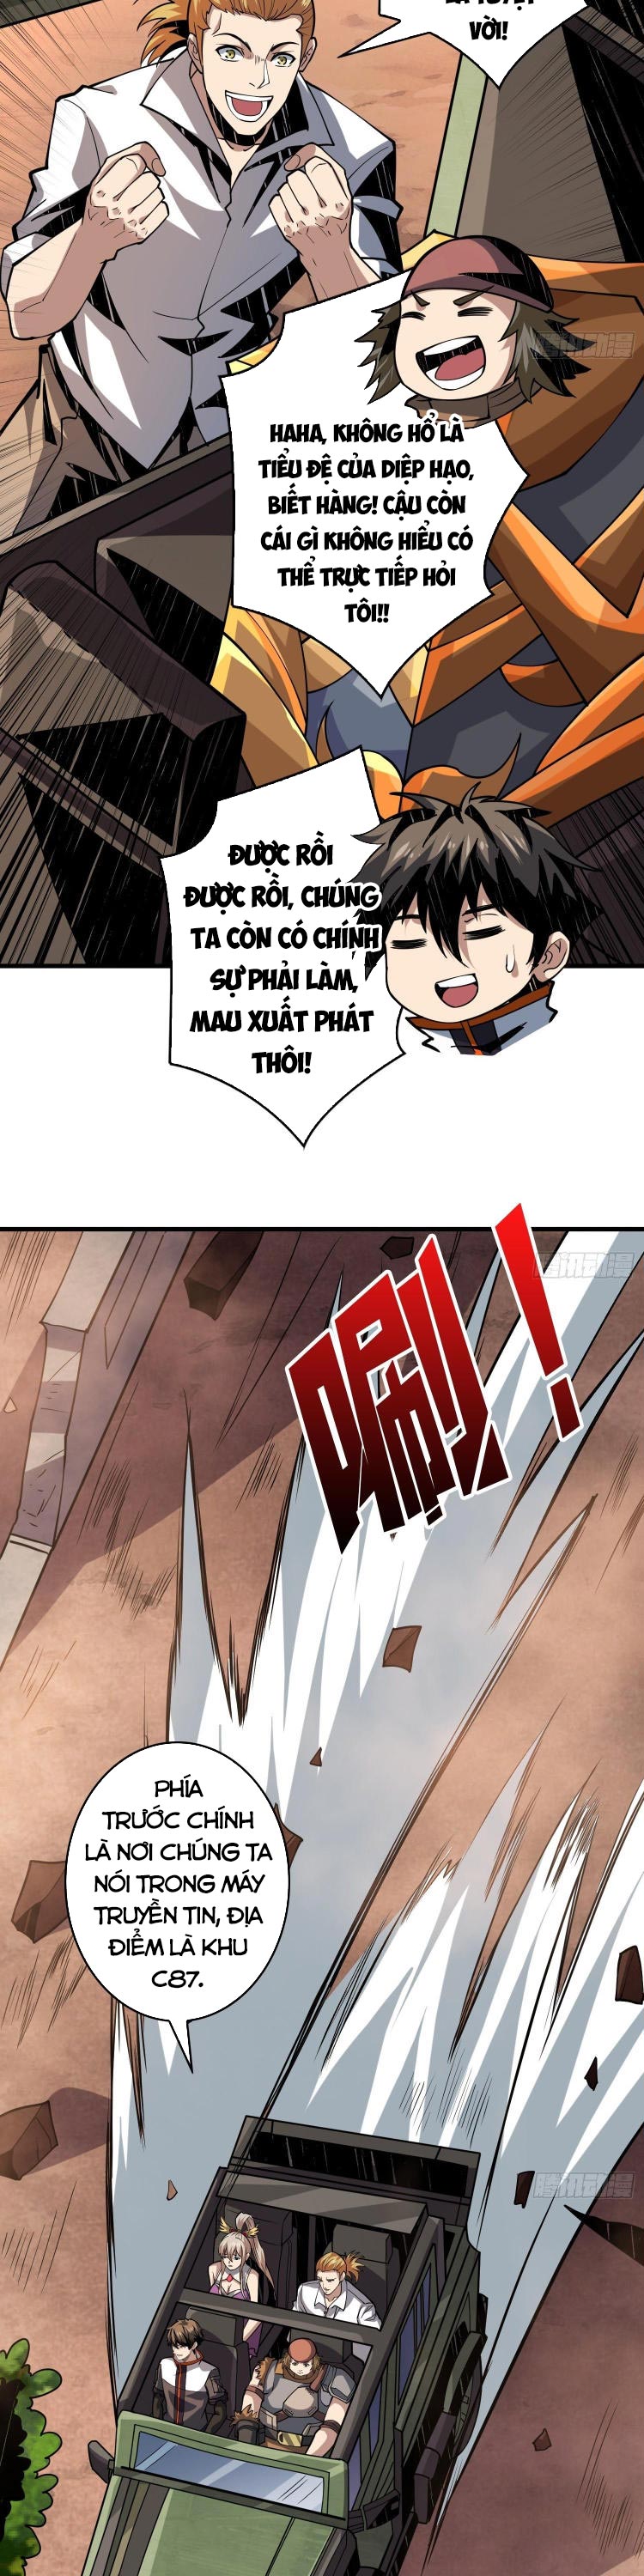 VỜI!
HAHA, KHÔNG HỔ LÀ
TIỂU ĐỆ CỦA DIỆP HẠO,
BIẾT HÀNG! CẬU CÒN
CÁI GÌ KHÔNG HIỂU CÓ
THỂ TRỰC TIẾP HỎI
TÔI!!
ĐƯỢC RỒI
ĐƯỢC RỒI, CHÚNG
TA CÒN CÓ CHÍNH
SỰ PHẢI LÀM,
MAU XUẤT PHÁT
THÔI!
唰!
PHÍA
TRƯỚC CHÍNH
LÀ NƠI CHÚNG TA
NÓI TRONG MÁY
TRUYỀN TIN, ĐỊA
ĐIỂM LÀ KHU
C87.